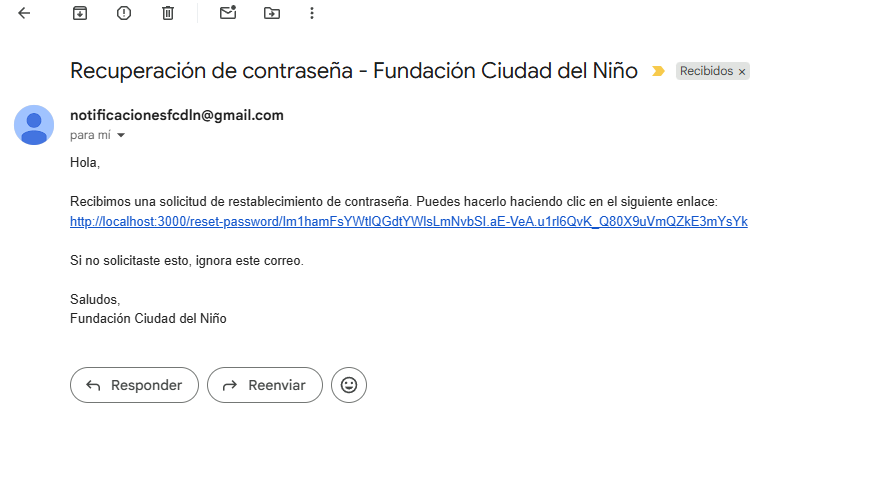 Recuperación de contraseña - Fundación Ciudad del Niño Recibidos x
notificacionesfcdln@gmail.com
para mí
Hola,
Recibimos una solicitud de restablecimiento de contraseña. Puedes hacerlo haciendo clic en el siguiente enlace:
http://localhost:3000/reset-password/Im1hamFsYWtlQGdtYWlsLmNvbSI.aE-VeA.u1rl6QvK_Q80X9uVmQZkE3mYsYk
Si no solicitaste esto, ignora este correo.
Saludos,
Fundación Ciudad del Niño
Responder Reenviar